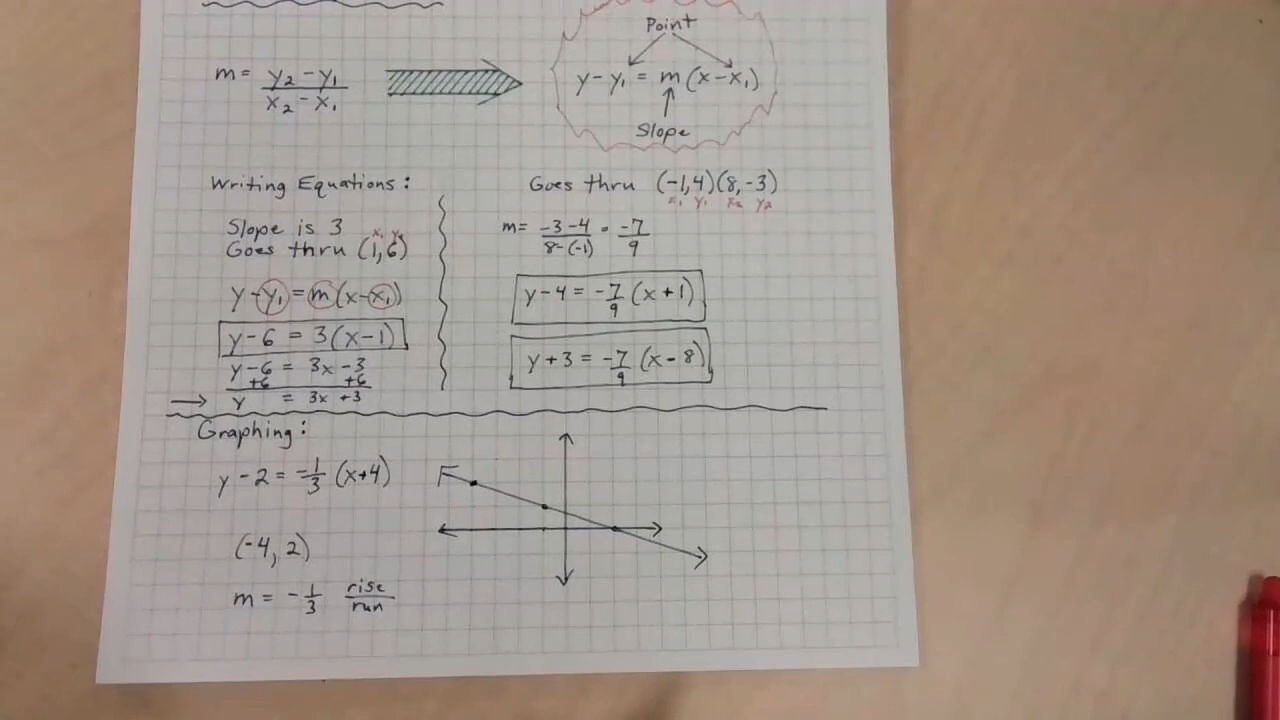 Point
m = y₂ - y₁ / x₂ - x₁
y - y₁ = m (x - x₁)
Slope
Writing Equations:
Slope is 3
x₁ y₁
Goes thru (1, 6)
y - y₁ = m (x - x₁)
y - 6 = 3 (x - 1)
y - 6 = 3x - 3
+6 +6
y = 3x + 3
Goes thru (-1, 4) (8, -3)
x₁ y₁ x₂ y₂
m = -3 - 4 / 8 - (-1) = -7/9
y - 4 = -7/9 (x + 1)
y + 3 = -7/9 (x - 8)
Graphing:
y - 2 = -1/3 (x + 4)
(-4, 2)
m = -1/3 rise/run